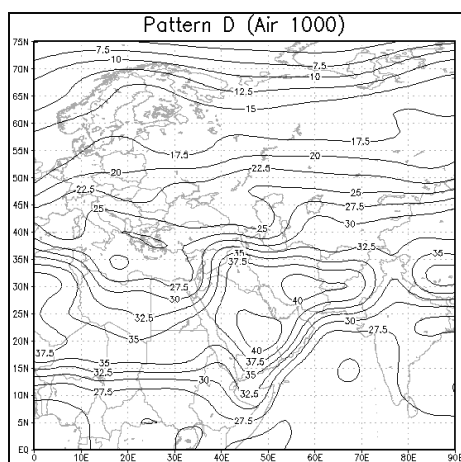 Pattern D (Air 1000)
75N
7.5 7.5
70N
10 10
65N
12.5
15
60N
55N
17.5 17.5
50N
20 20
22.5
45N
22.5 25
27.5
40N
25 25 30
35N
35 32.5 35
37.5
30N
27.5 40
30
25N
32.5 30
35 27.5
20N
37.5 40
35 37.5
15N
32.5 30 35
10N
27.5 32.5
5N
27.5
EQ
0 10E 20E 30E 40E 50E 60E 70E 80E 90E